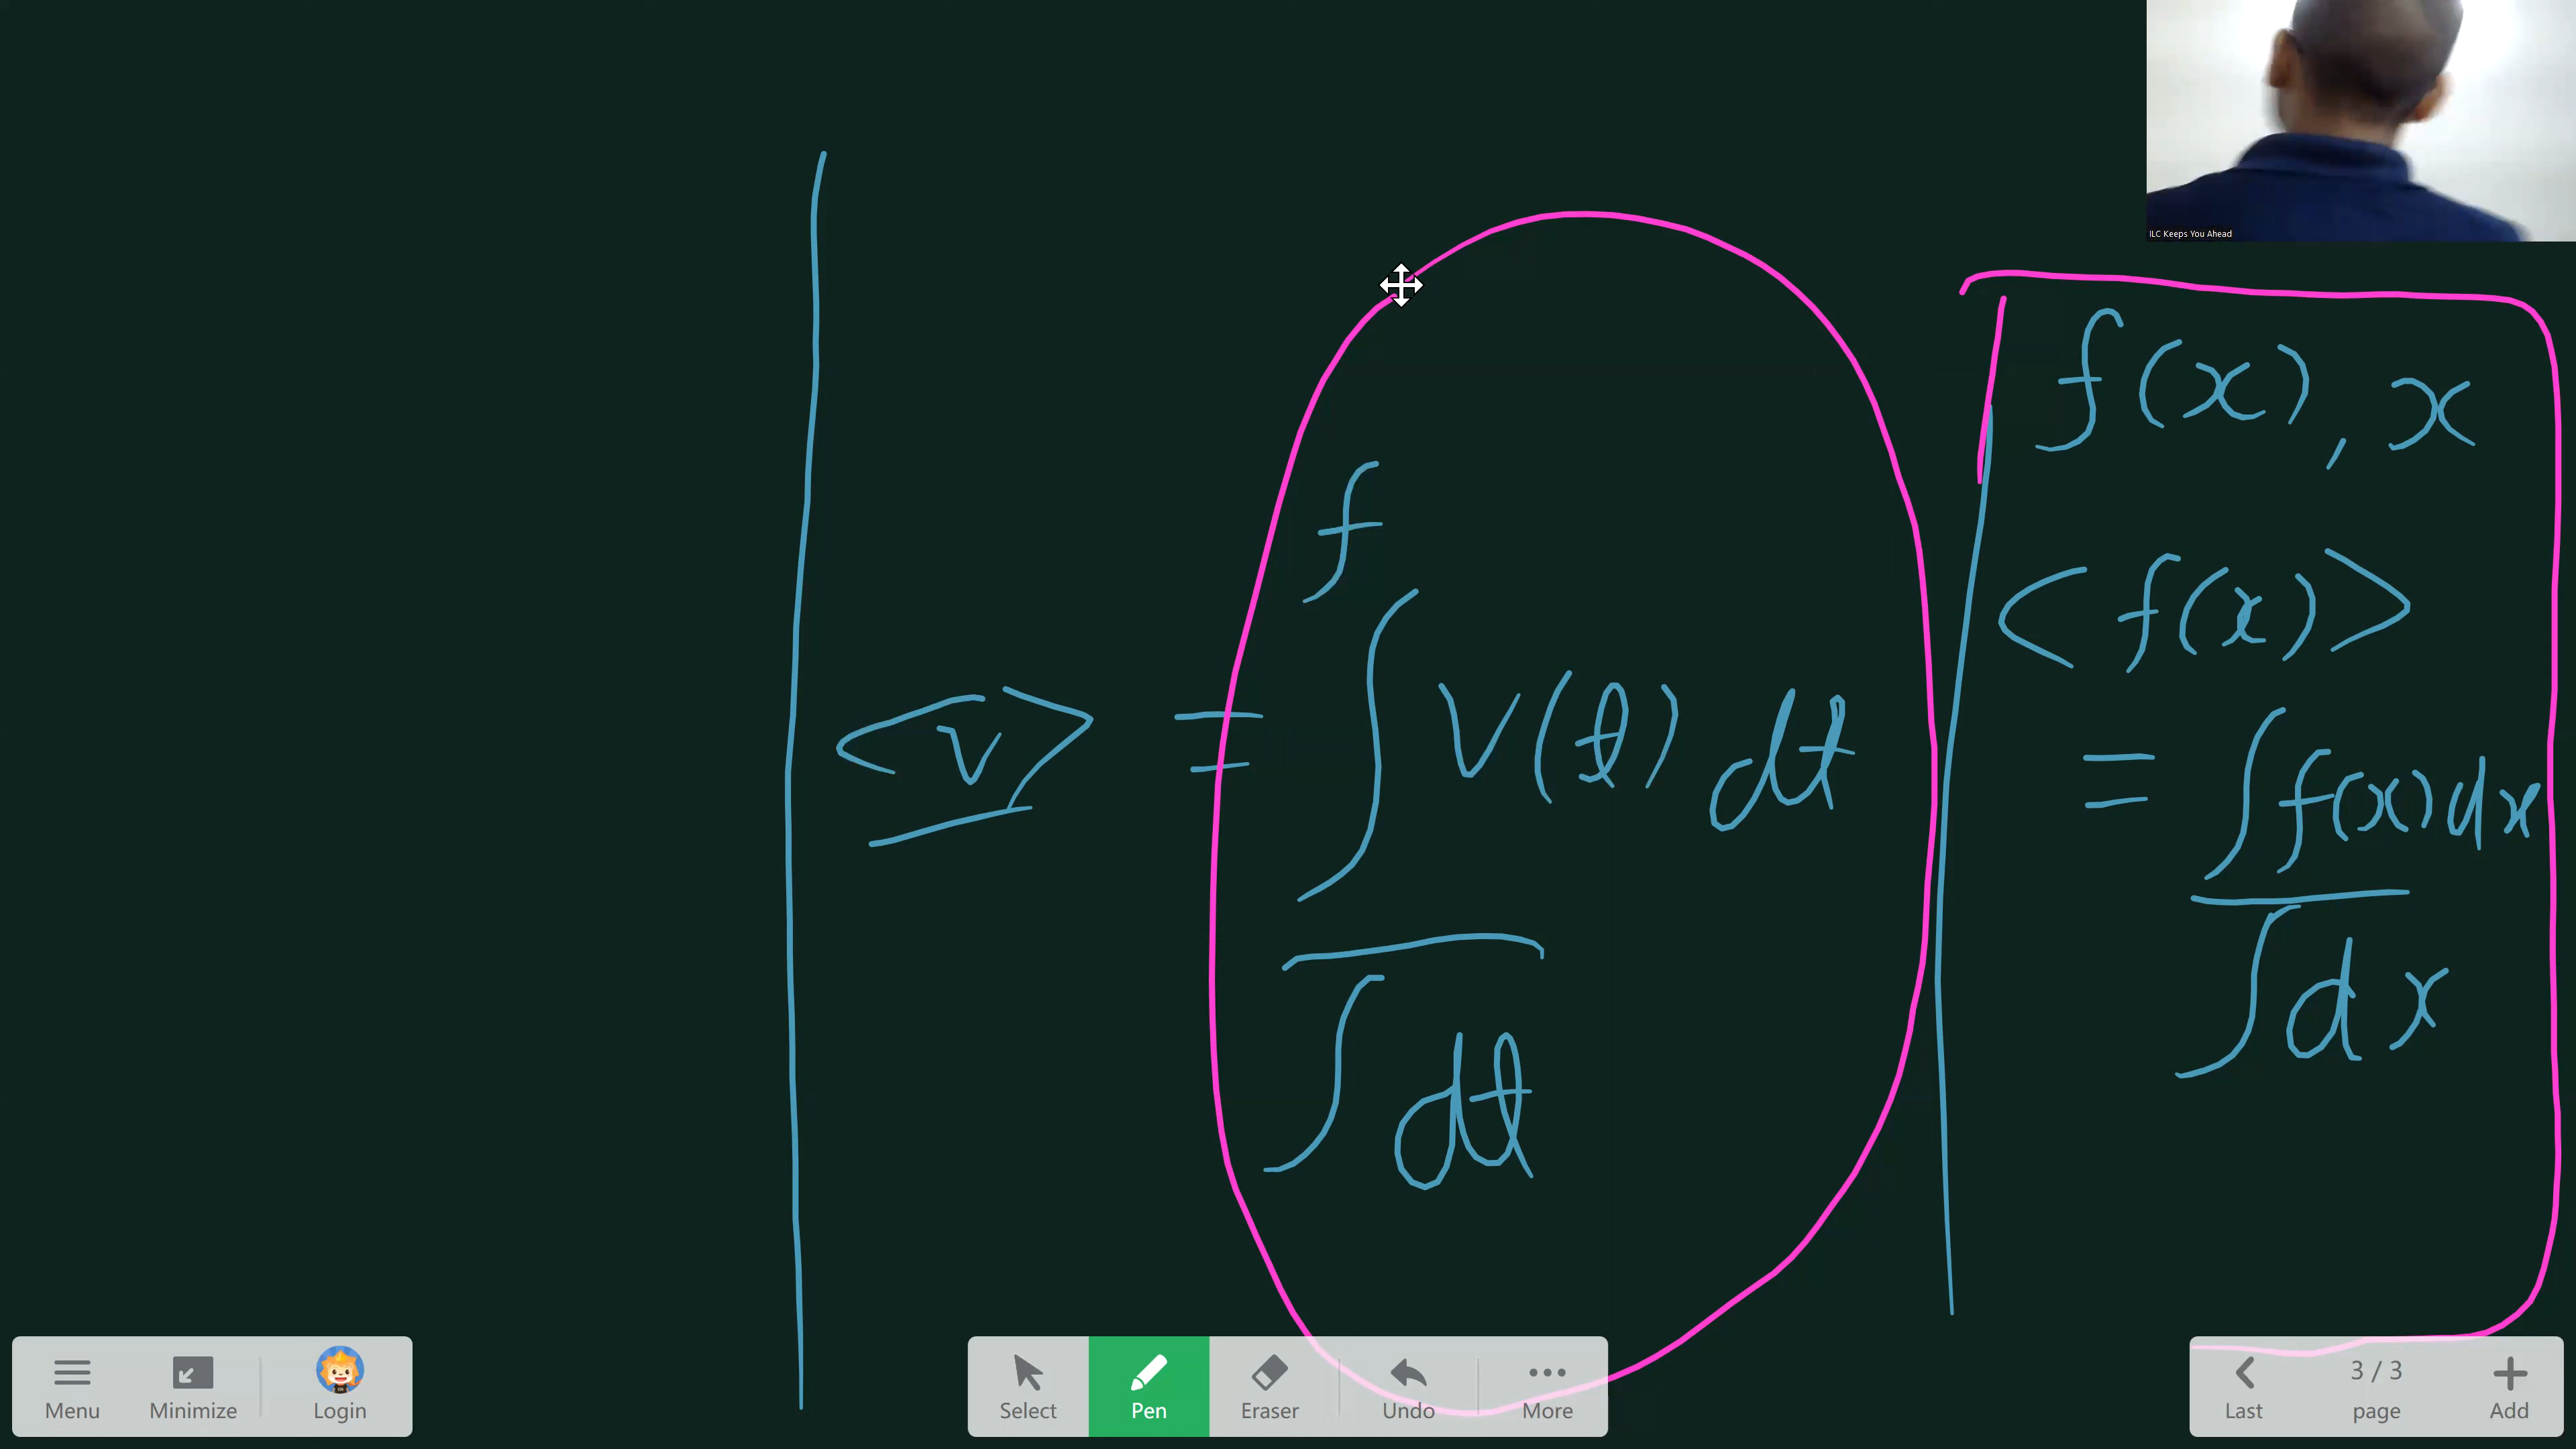 ILC Keeps You Ahead
f
<v> = ∫ v(t) dt
∫ dt
f(x), x
<f(x)>
= ∫ f(x) dx
∫ dx
Menu
Minimize
Login
Select
Pen
Eraser
Undo
More
Last
3 / 3
page
Add